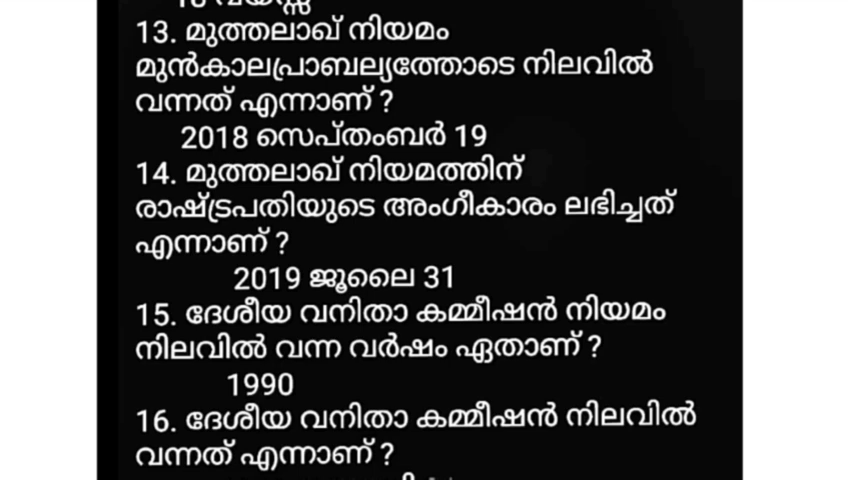 13. മുത്തലാഖ് നിയമം
മുൻകാലപ്രാബല്യത്തോടെ നിലവിൽ
വന്നത് എന്നാണ് ?
2018 സെപ്തംബർ 19
14. മുത്തലാഖ് നിയമത്തിന്
രാഷ്ട്രപതിയുടെ അംഗീകാരം ലഭിച്ചത്
എന്നാണ് ?
2019 ജൂലൈ 31
15. ദേശീയ വനിതാ കമ്മീഷൻ നിയമം
നിലവിൽ വന്ന വർഷം ഏതാണ് ?
1990
16. ദേശീയ വനിതാ കമ്മീഷൻ നിലവിൽ
വന്നത് എന്നാണ് ?